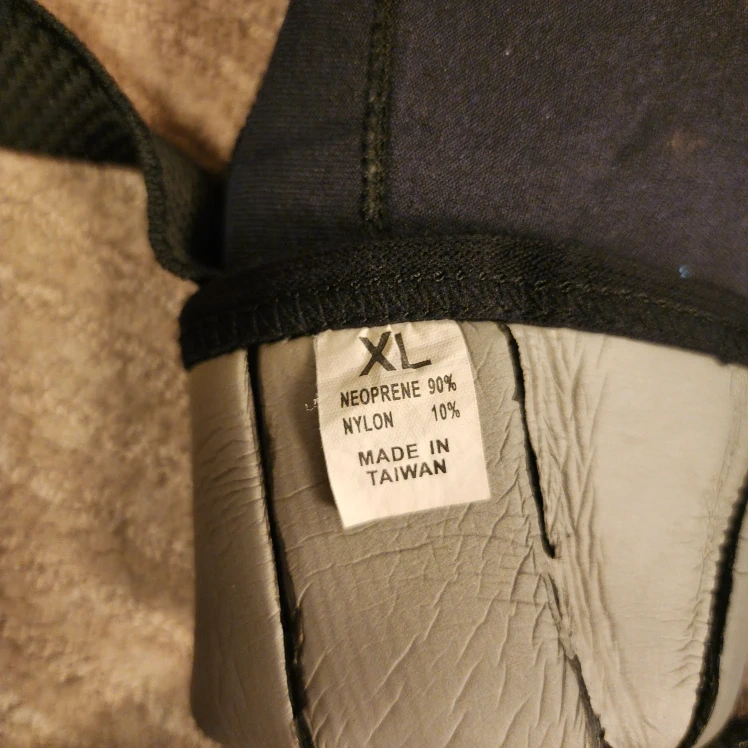 XL
NEOPRENE 90%
NYLON 10%
MADE IN
TAIWAN